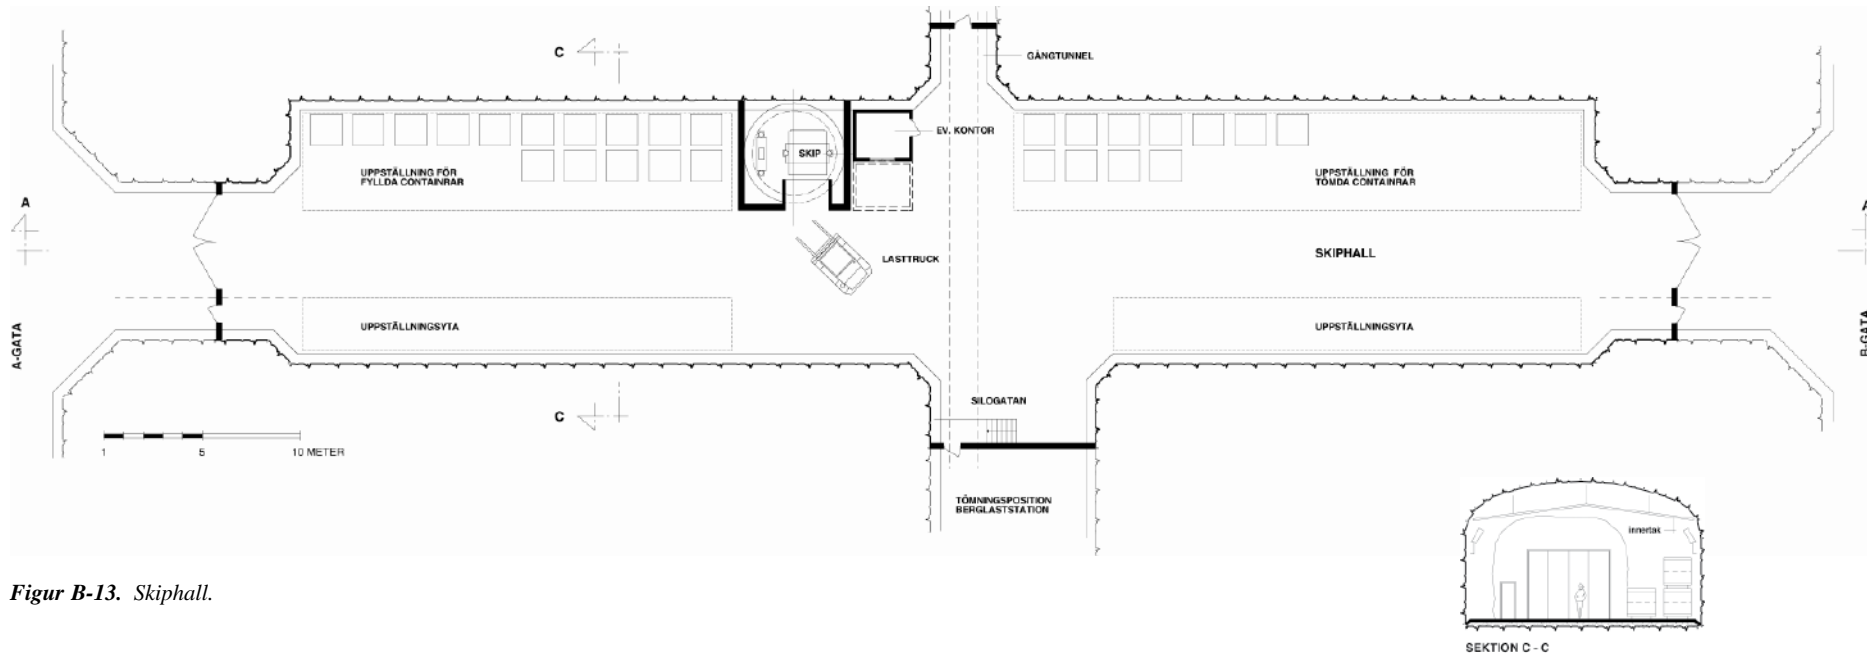 C
GÅNGTUNNEL
EV. KONTOR
SKIP
UPPSTÄLLNING FÖR
FYLLDA CONTAINRAR
UPPSTÄLLNING FÖR
TÖMDA CONTAINRAR
A
A
SKIPHALL
LASTTRUCK
UPPSTÄLLNINGSYTA
UPPSTÄLLNINGSYTA
A-GATA
B-GATA
SILOGATAN
C
1 5 10 METER
TÖMNINGSPOSITION
BERGLASTSTATION
innertak
SEKTION C - C
Figur B-13. Skiphall.